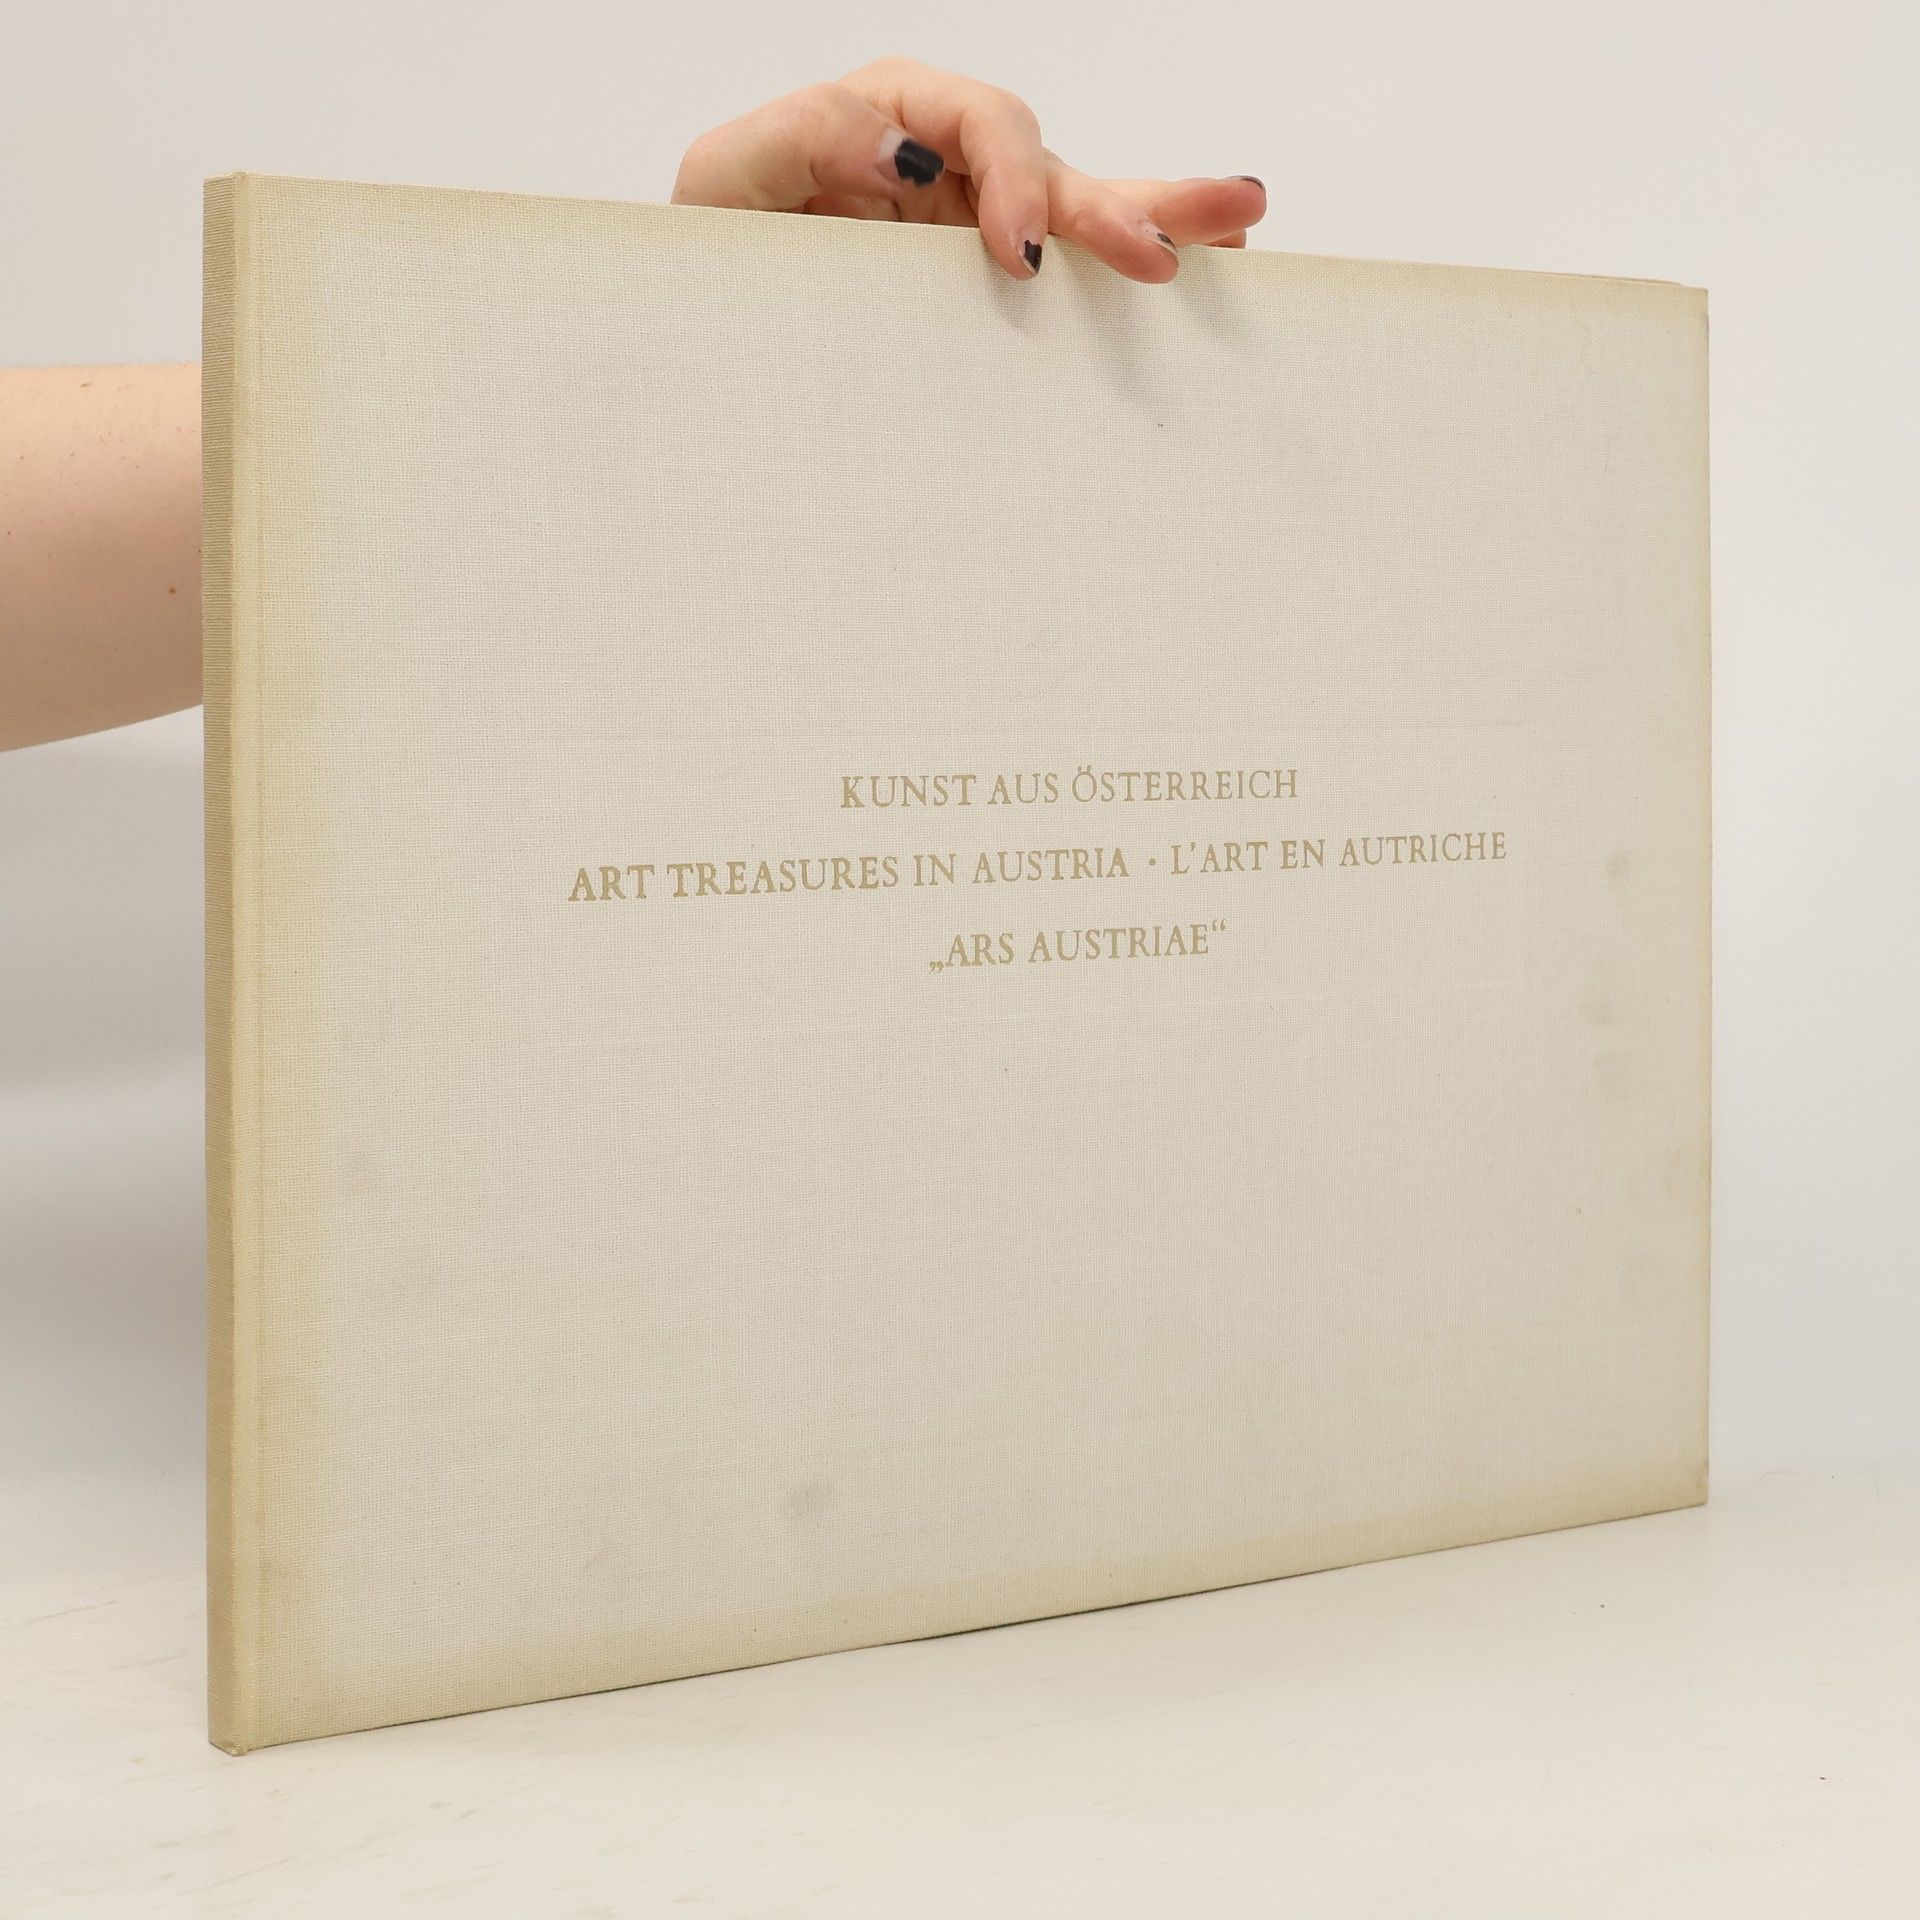 KUNST AUS ÖSTERREICH
ART TREASURES IN AUSTRIA · L'ART EN AUTRICHE
„ARS AUSTRIAE“